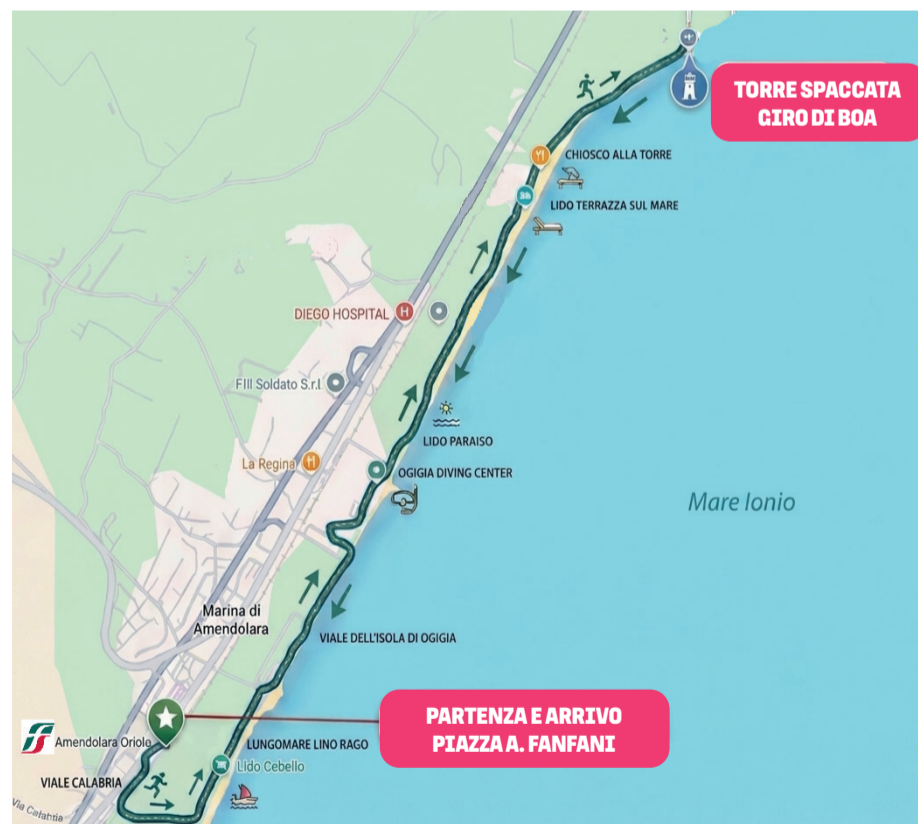 TORRE SPACCATA
GIRO DI BOA
CHIOSCO ALLA TORRE
LIDO TERRAZZA SUL MARE
DIEGO HOSPITAL
H
FIll Soldato S.r.l
LIDO PARAISO
La Regina
OGIGIA DIVING CENTER
Mare Ionio
Marina di
Amendolara
VIALE DELL'ISOLA DI OGIGIA
PARTENZA E ARRIVO
PIAZZA A. FANFANI
Amendolara Oriolo
LUNGOMARE LINO RAGO
Lido Cebello
VIALE CALABRIA
Via Calabria